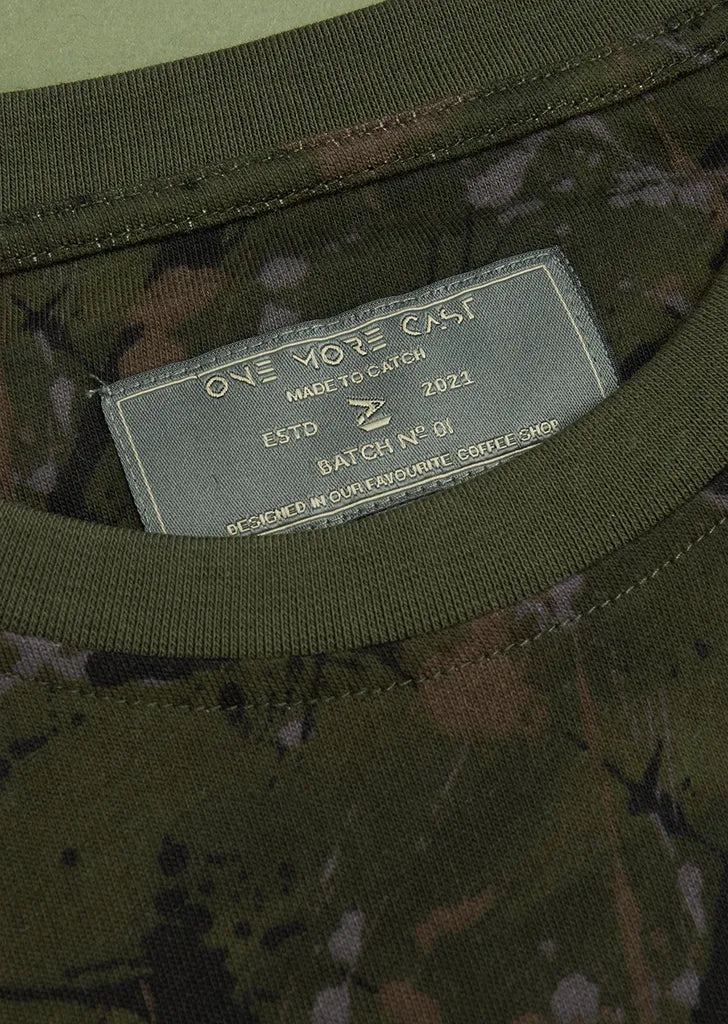 ONE MORE CAST
MADE TO CATCH
ESTD 2021
BATCH Nº 01
DESIGNED IN OUR FAVOURITE COFFEE SHOP